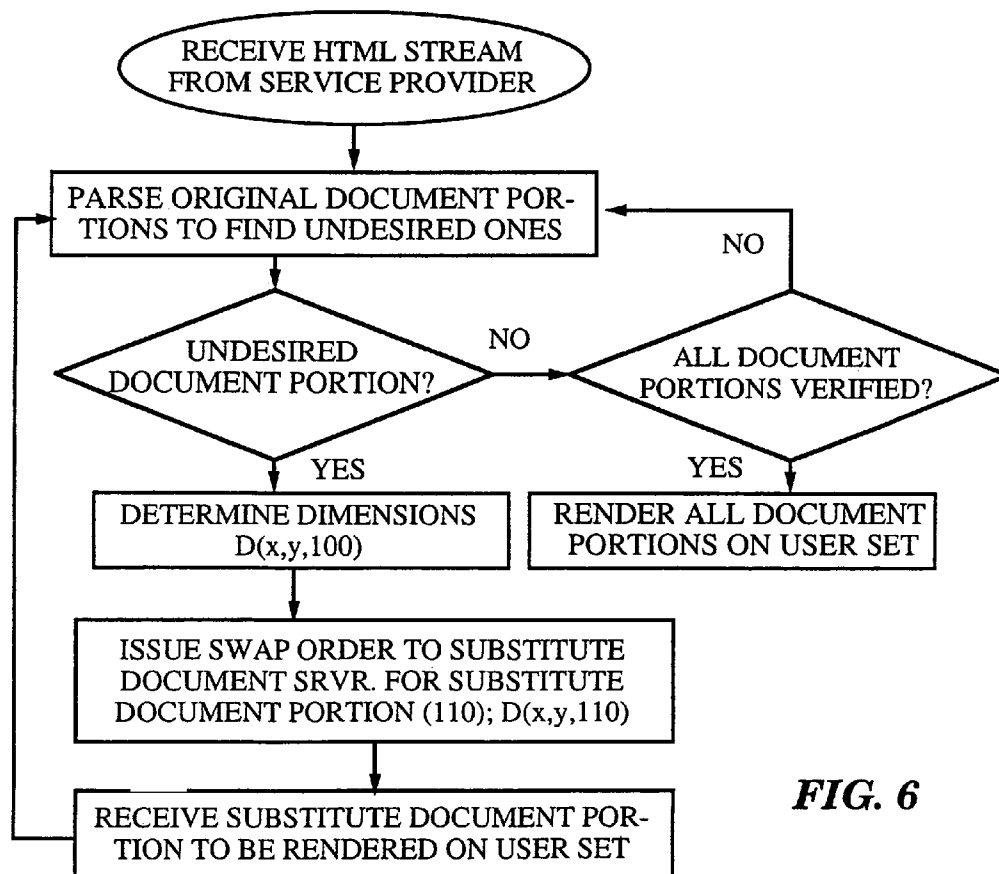 RECEIVE HTML STREAM
FROM SERVICE PROVIDER
PARSE ORIGINAL DOCUMENT POR-
TIONS TO FIND UNDESIRED ONES
NO
UNDESIRED
DOCUMENT PORTION?
NO
ALL DOCUMENT
PORTIONS VERIFIED?
YES
YES
DETERMINE DIMENSIONS
D(x,y,100)
RENDER ALL DOCUMENT
PORTIONS ON USER SET
ISSUE SWAP ORDER TO SUBSTITUTE
DOCUMENT SRVR. FOR SUBSTITUTE
DOCUMENT PORTION (110); D(x,y,110)
RECEIVE SUBSTITUTE DOCUMENT POR-
TION TO BE RENDERED ON USER SET
FIG. 6